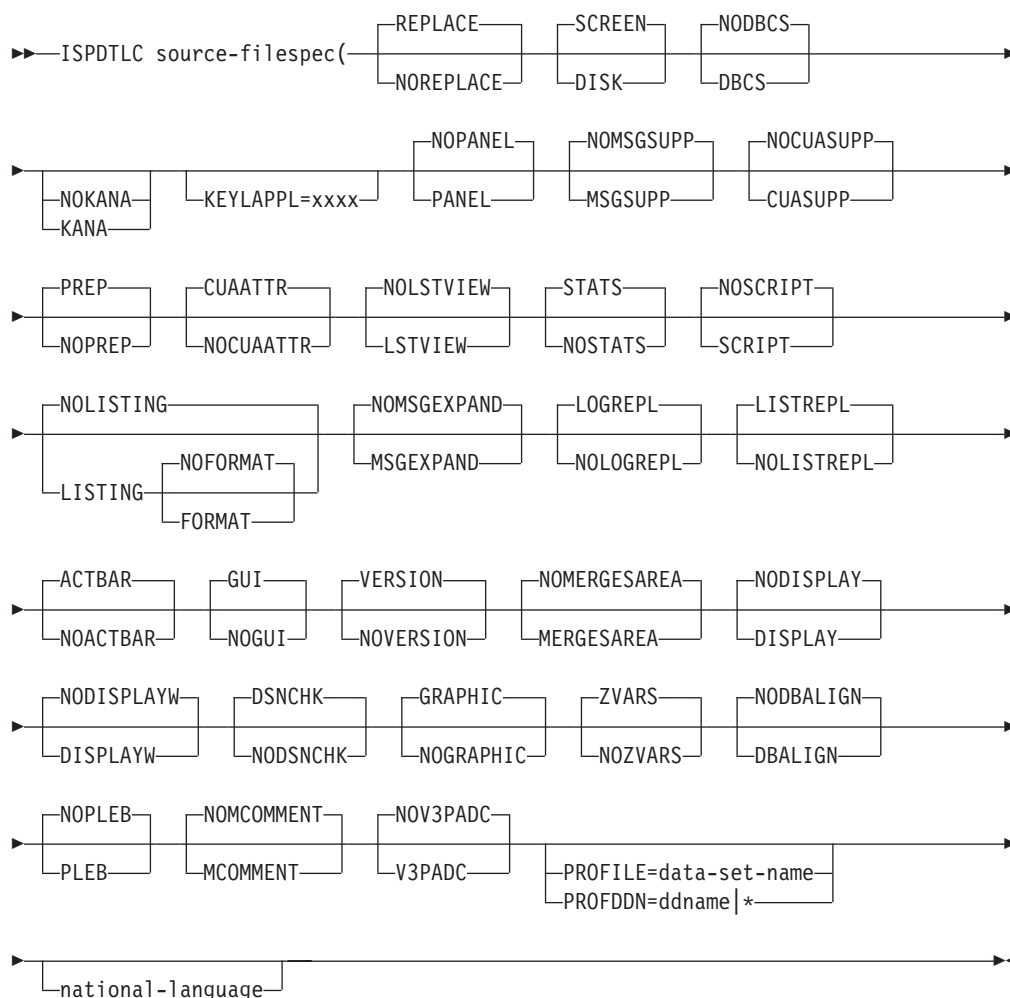 REPLACE SCREEN NODBCS
ISPDTLC source-filespec(
NOREPLACE DISK DBCS
NOPANEL NOMSGSUPP NOCUASUPP
NOKANA KEYLAPPL=xxxx PANEL MSGSUPP CUASUPP
KANA
PREP CUAATTR NOLSTVIEW STATS NOSCRIPT
NOPREP NOCUAATTR LSTVIEW NOSTATS SCRIPT
NOLISTING NOMSGEXPAND LOGREPL LISTREPL
NOFORMAT MSGEXPAND NOLOGREPL NOLISTREPL
LISTING
FORMAT
ACTBAR GUI VERSION NOMERGESAREA NODISPLAY
NOACTBAR NOGUI NOVERSION MERGESAREA DISPLAY
NODISPLAYW DSNCHK GRAPHIC ZVARS NODBALIGN
DISPLAYW NODSNCHK NOGRAPHIC NOZVARS DBALIGN
NOPLEB NOMCOMMENT NOV3PADC
PLEB MCOMMENT V3PADC PROFILE=data-set-name
PROFDDN=ddname|*
national-language